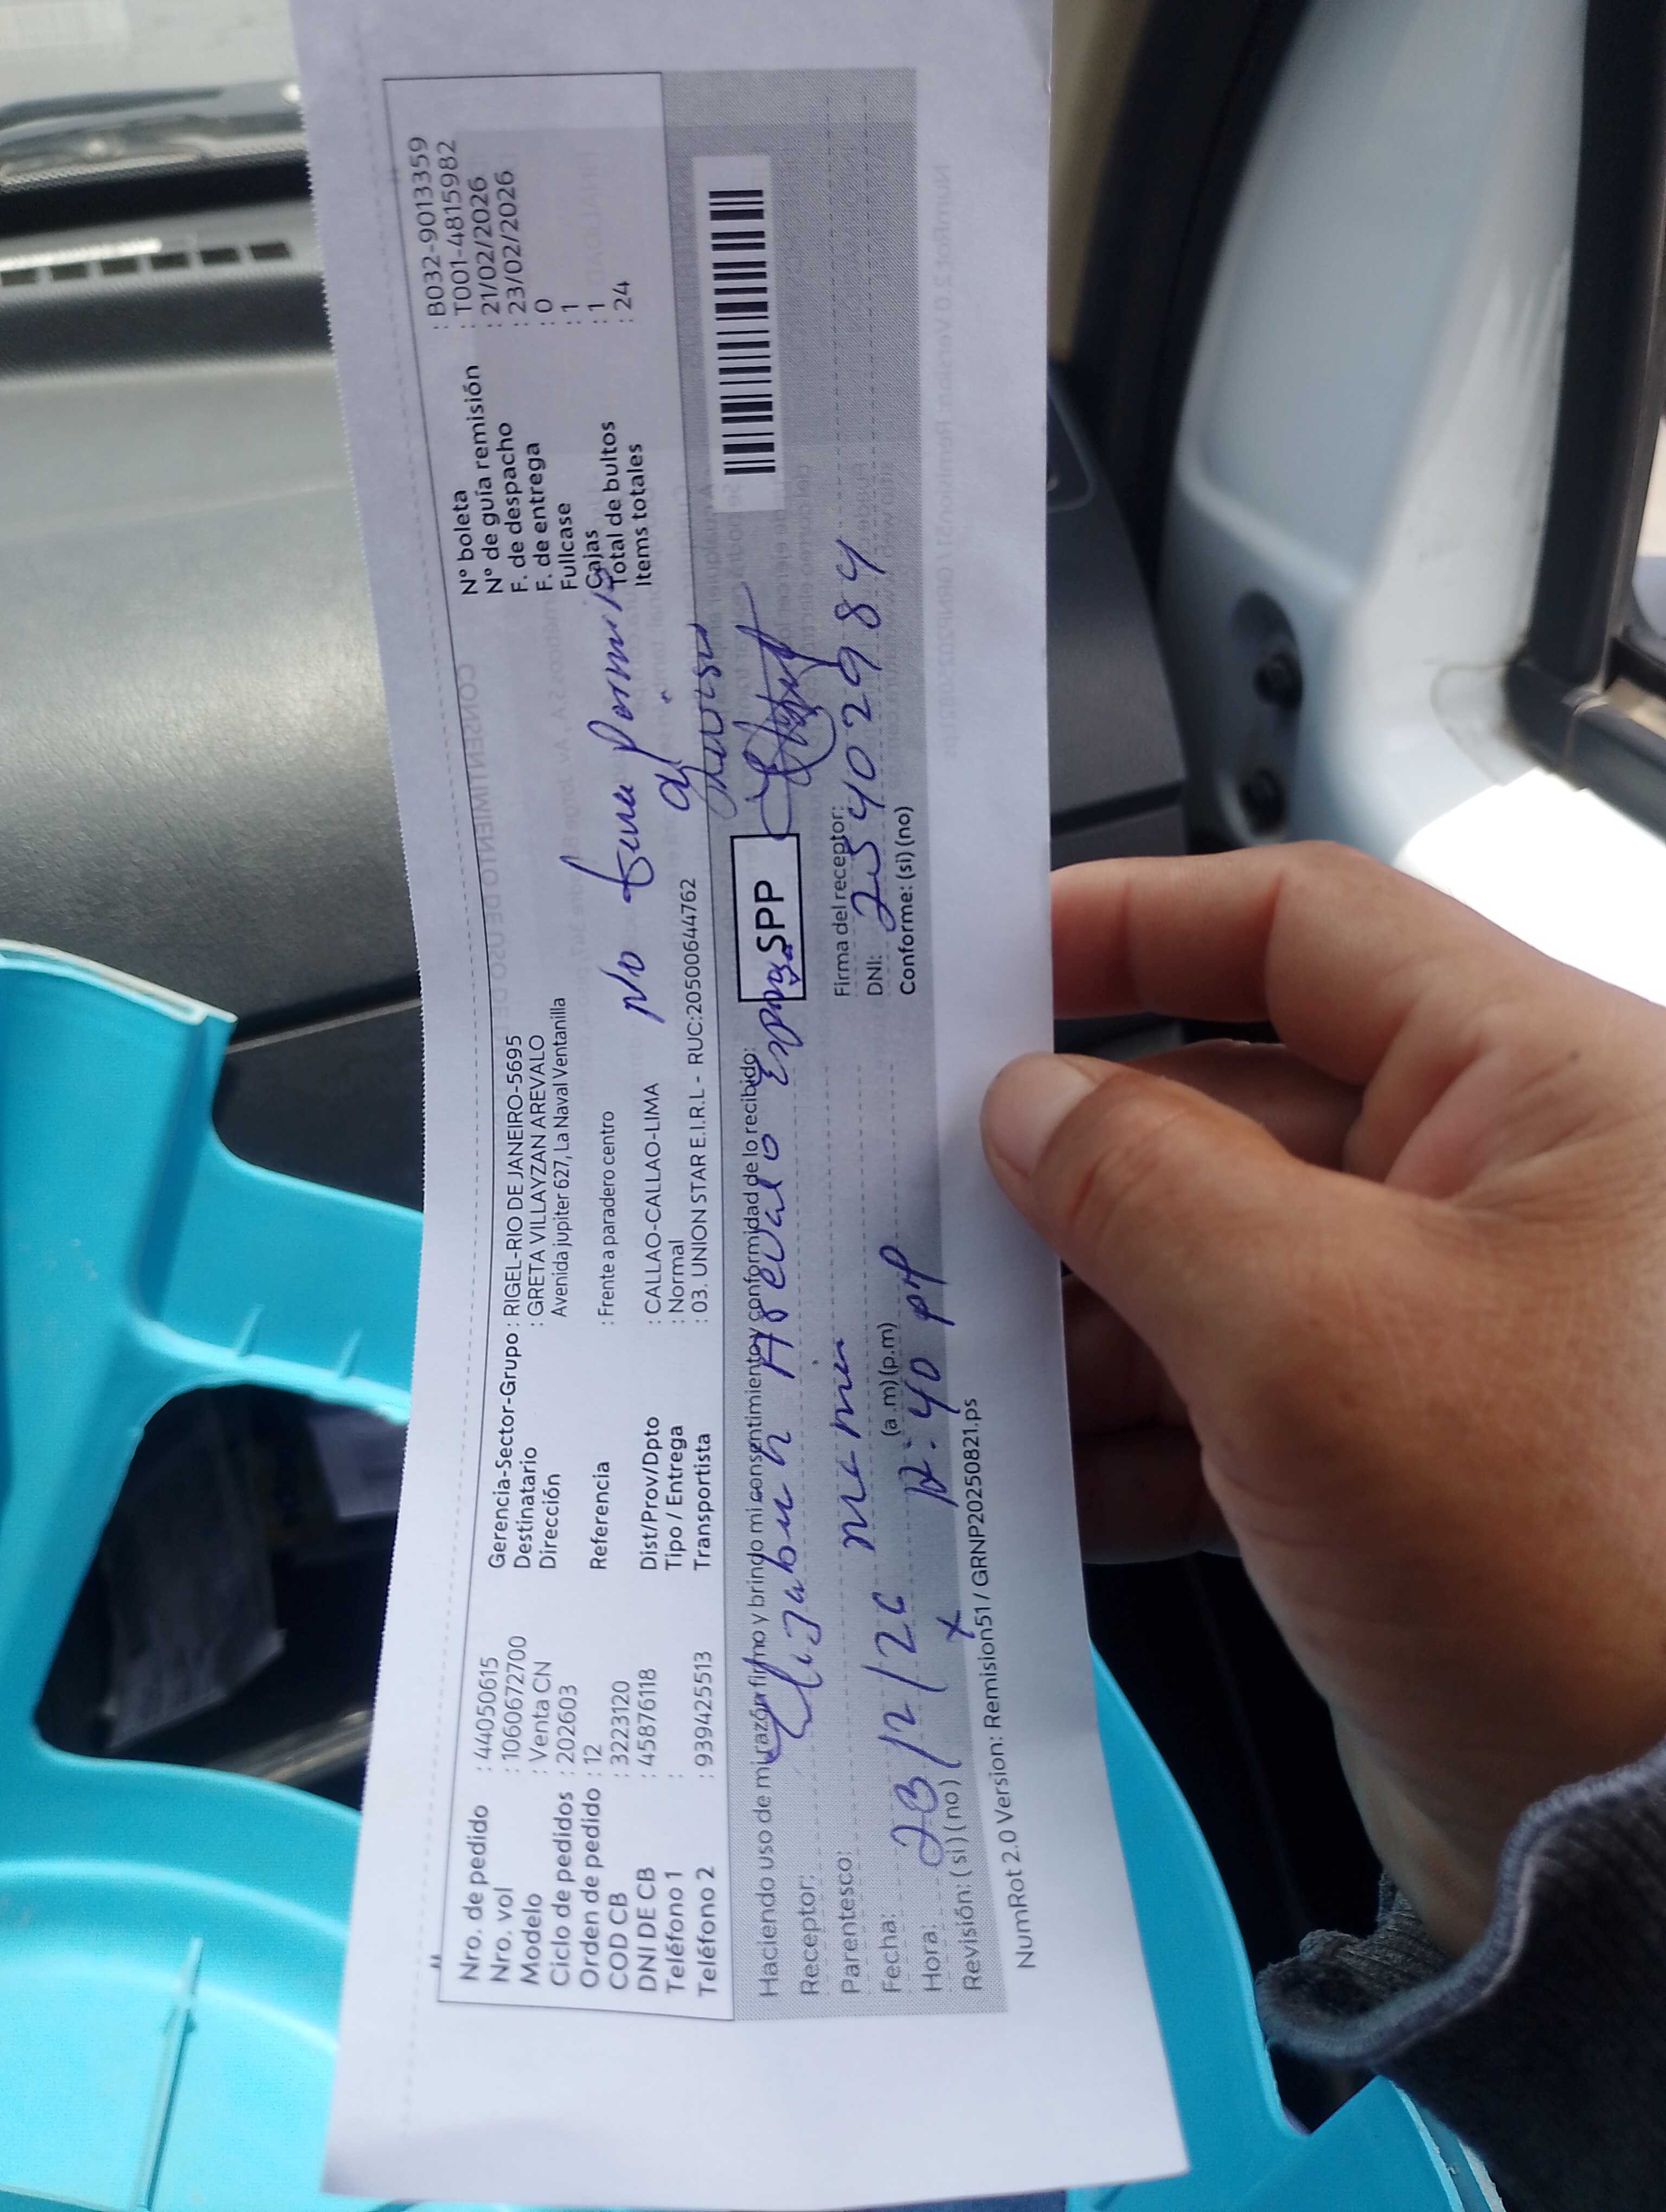 Nro. de pedido : 44050615
Nro. vol : 1060672700
Modelo : Venta CN
Ciclo de pedidos : 202603
Orden de pedido : 12
COD CB : 3223120
DNI DE CB : 45876118
Teléfono 1 :
Teléfono 2 : 939425513
Gerencia-Sector-Grupo : RIGEL-RIO DE JANEIRO-5695
Destinatario : GRETA VILLAYZAN AREVALO
Dirección Avenida jupiter 627, La Naval Ventanilla
Referencia : Frente a paradero centro
Dist/Prov/Dpto : CALLAO-CALLAO-LIMA
Tipo / Entrega : Normal
Transportista : 03. UNION STAR E.I.R.L - RUC:20500644762
N° boleta : B032-9013359
N° de guía remisión : T001-4815982
F. de despacho : 21/02/2026
F. de entrega : 23/02/2026
Fullcase : 0
Cajas : 1
Total de bultos : 1
Items totales : 24
No
al
Haciendo uso de mi razón firmo y brindo mi consentimiento y conformidad de lo recibido:
SPP
Receptor: Arevalo
Parentesco: mama
Fecha: 23/12/26
Hora: (a.m)(p.m) 12:40 pm
Revisión: (si)(no) x
Firma del receptor:
DNI: 25402984
Conforme: (si)(no)
NumRot 2.0 Version: Remision51 / GRNP20250821.ps